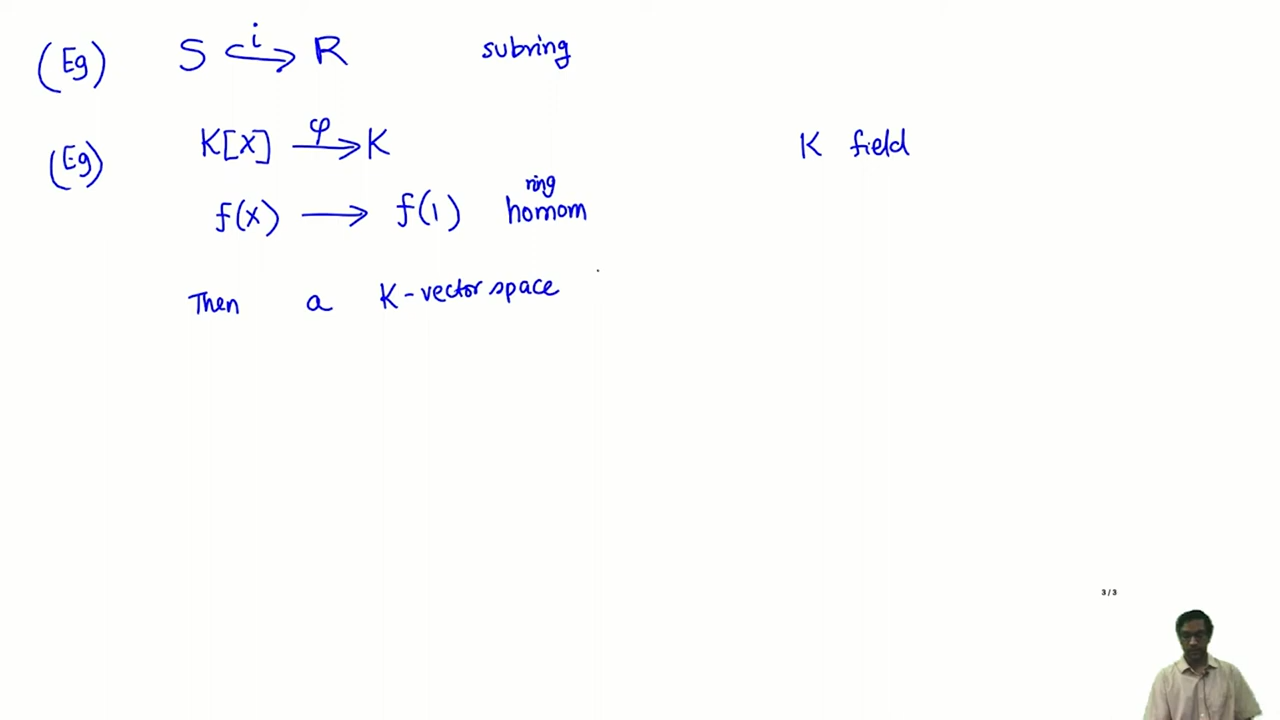 (Eg) S ⟶ R subring
i
(Eg) K[X] ⟶ K K field
φ
f(X) ⟶ f(1) ring homom
Then a K-vector space
3 / 3